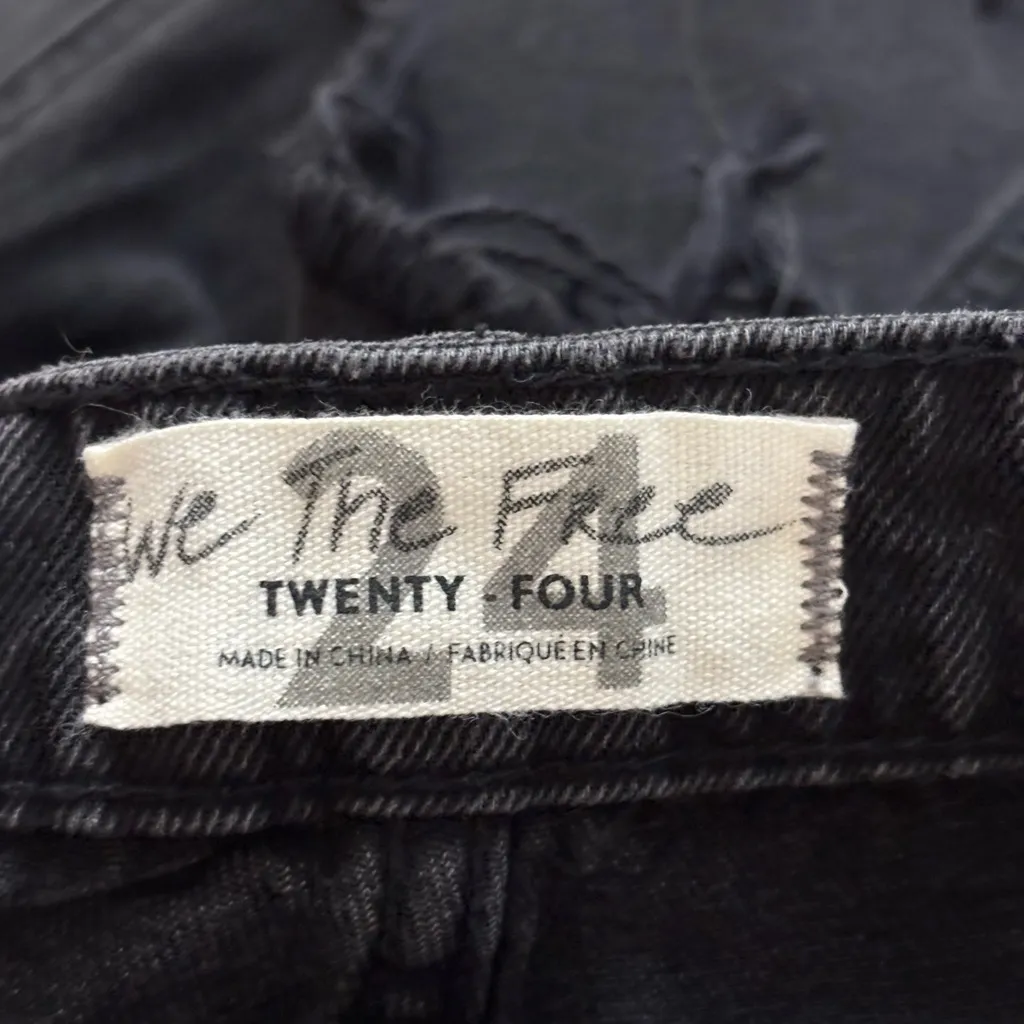 24
We The Free
TWENTY - FOUR
MADE IN CHINA / FABRIQUÉ EN CHINE